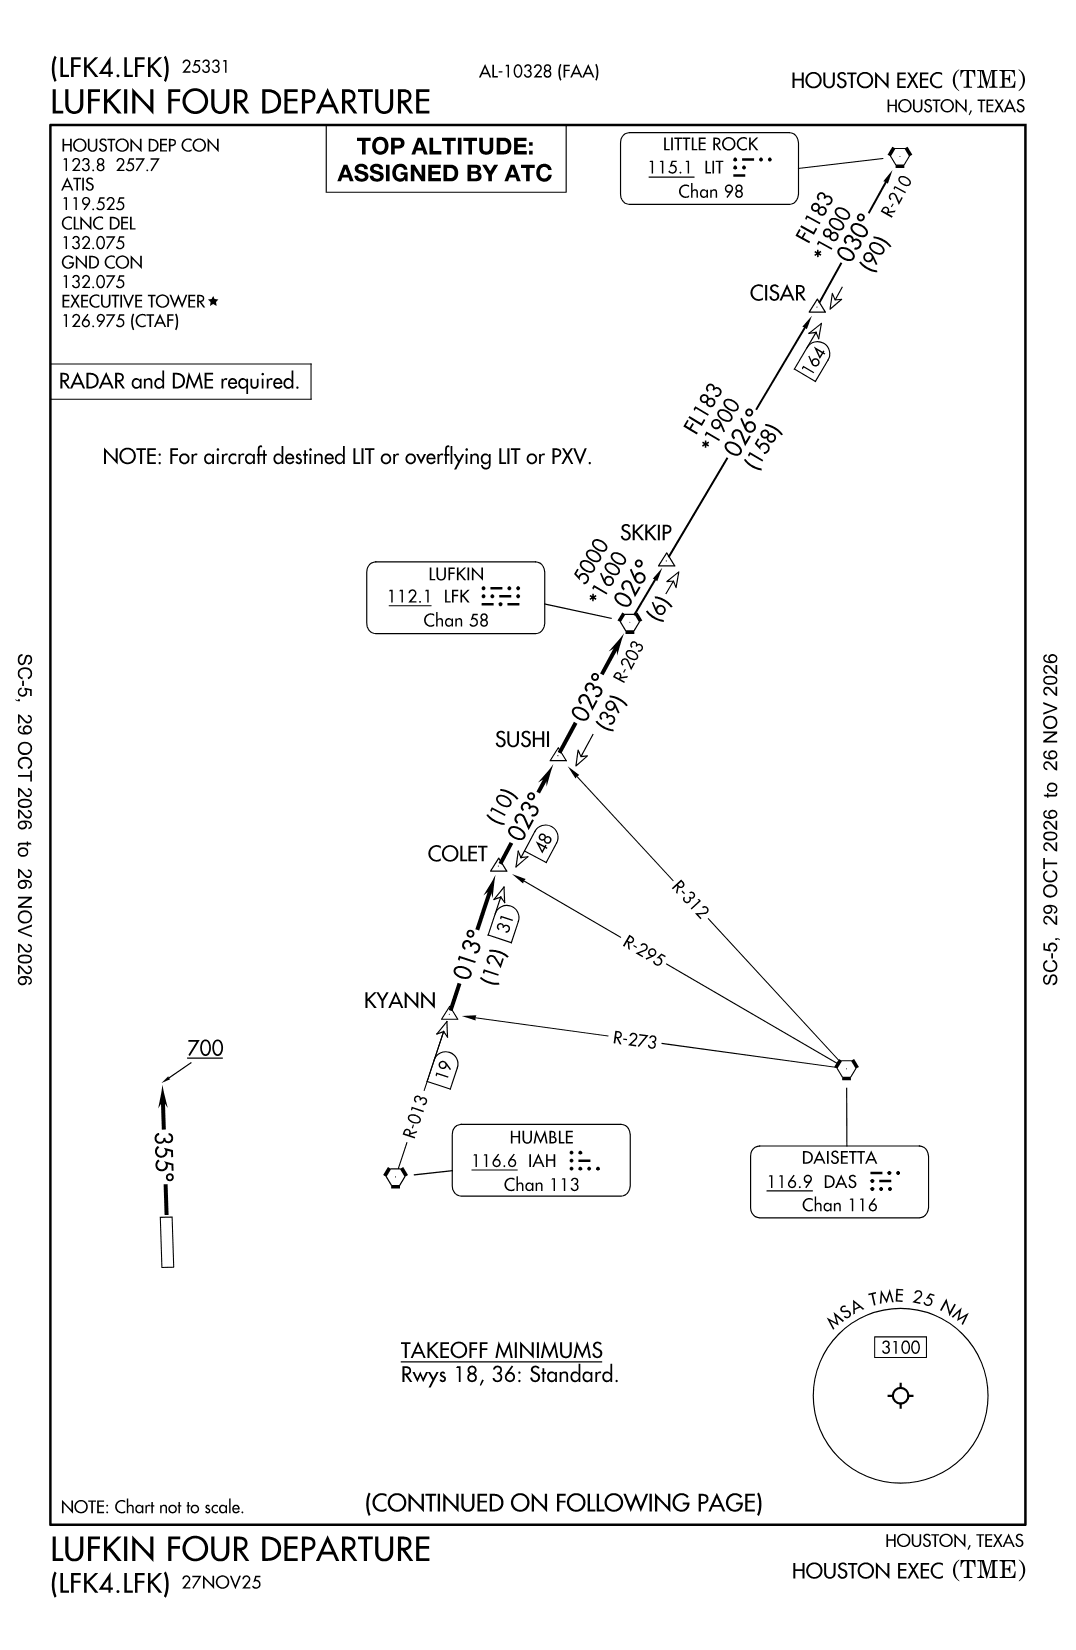 (LFK4.LFK) 25331
AL-10328 (FAA)
HOUSTON EXEC (TME)
LUFKIN FOUR DEPARTURE
HOUSTON, TEXAS
HOUSTON DEP CON
123.8 257.7
ATIS
119.525
CLNC DEL
132.075
GND CON
132.075
EXECUTIVE TOWER★
126.975 (CTAF)
TOP ALTITUDE:
ASSIGNED BY ATC
LITTLE ROCK
115.1 LIT
Chan 98
R-210
FL183
*1800
030°
(90)
CISAR
164
RADAR and DME required.
FL183
*1900
026°
(158)
NOTE: For aircraft destined LIT or overflying LIT or PXV.
SKKIP
5000
*1600
026°
(6)
LUFKIN
112.1 LFK
Chan 58
R-203
023°
(39)
SUSHI
(10)
023°
48
COLET
R-312
31
013°
(12)
R-295
KYANN
R-273
19
R-013
700
355°
HUMBLE
116.6 IAH
Chan 113
DAISETTA
116.9 DAS
Chan 116
MSA TME 25 NM
3100
TAKEOFF MINIMUMS
Rwys 18, 36: Standard.
NOTE: Chart not to scale.
(CONTINUED ON FOLLOWING PAGE)
SC-5, 29 OCT 2026 to 26 NOV 2026
SC-5, 29 OCT 2026 to 26 NOV 2026
LUFKIN FOUR DEPARTURE
HOUSTON, TEXAS
(LFK4.LFK) 27NOV25
HOUSTON EXEC (TME)